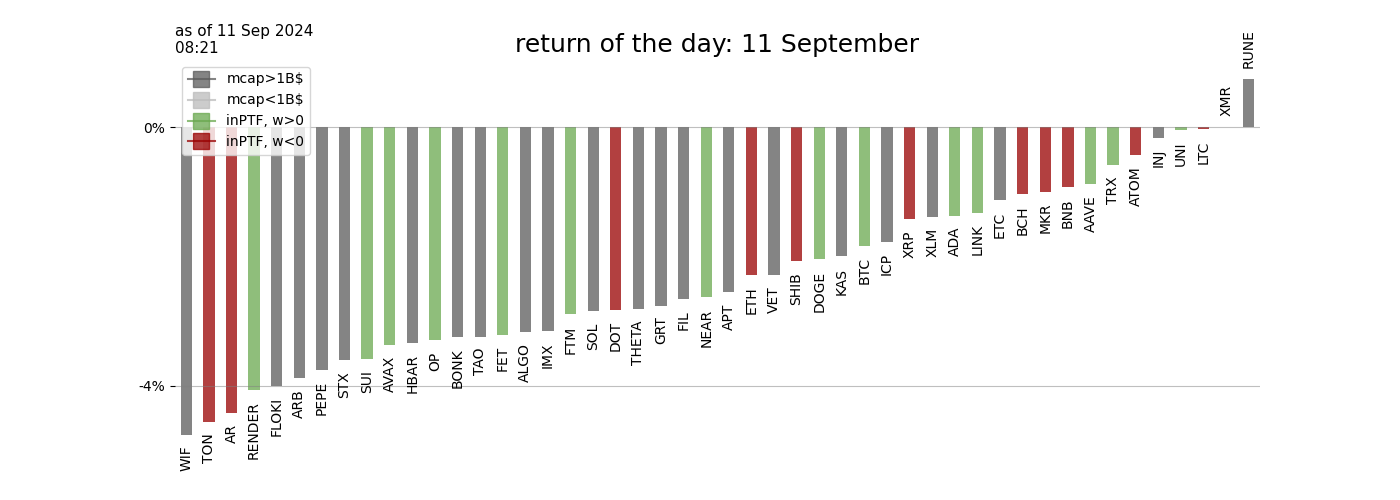 as of 11 Sep 2024
08:21
return of the day: 11 September
mcap>1B$
mcap<1B$
inPTF, w>0
inPTF, w<0
0%
-4%
WIF
TON
AR
RENDER
FLOKI
ARB
PEPE
STX
SUI
AVAX
HBAR
OP
BONK
TAO
FET
ALGO
IMX
FTM
SOL
DOT
THETA
GRT
FIL
NEAR
APT
ETH
VET
SHIB
DOGE
KAS
BTC
ICP
XRP
XLM
ADA
LINK
ETC
BCH
MKR
BNB
AAVE
TRX
ATOM
INJ
UNI
LTC
XMR
RUNE